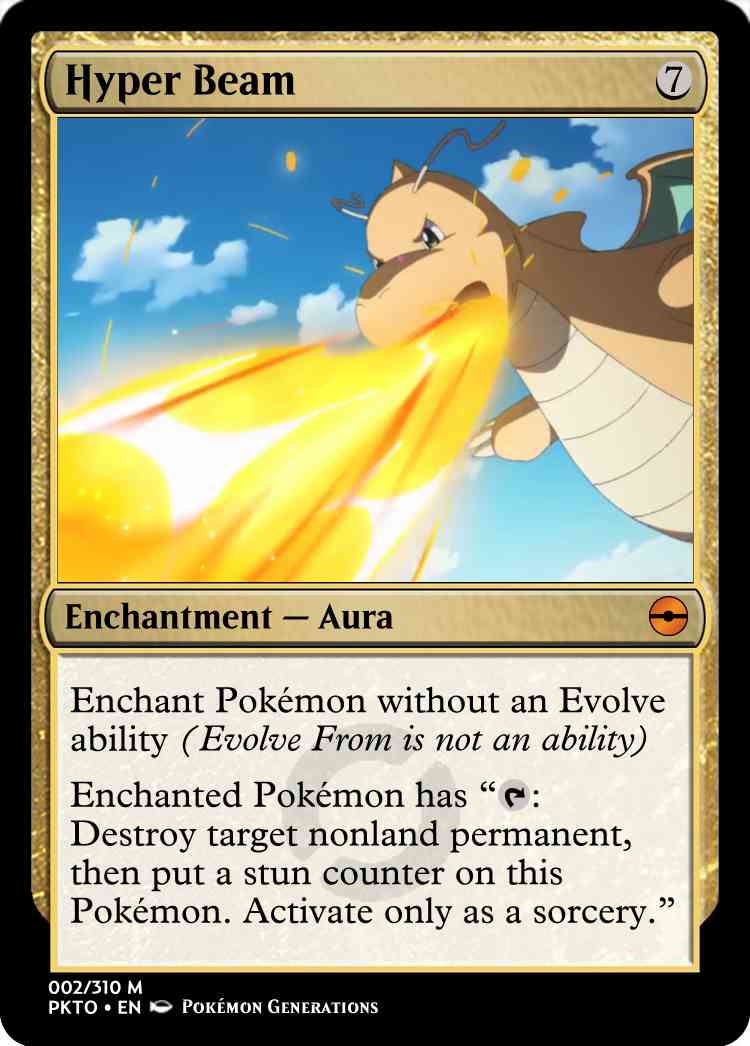 Hyper Beam
7
Enchantment — Aura
Enchant Pokémon without an Evolve
ability (Evolve From is not an ability)
Enchanted Pokémon has “ :
Destroy target nonland permanent,
then put a stun counter on this
Pokémon. Activate only as a sorcery.”
002/310 M
PKTO • EN Pokémon Generations